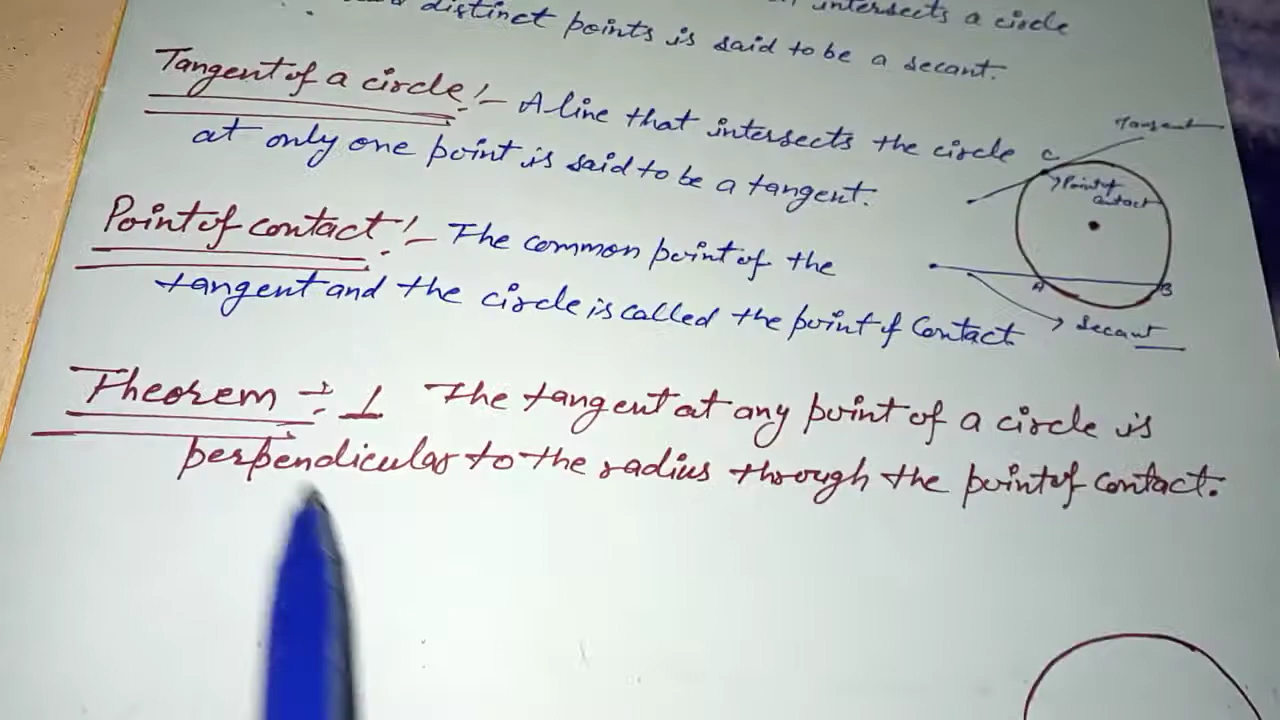 intersects a circle
distinct points is said to be a secant.
Tangent of a circle:- A line that intersects the circle
at only one point is said to be a tangent.
Point of contact:- The common point of the
tangent and the circle is called the point of Contact.
Tangent
C
Point of
contact
A
B
Secant
Theorem:- 1 The tangent at any point of a circle is
perpendicular to the radius through the point of contact.